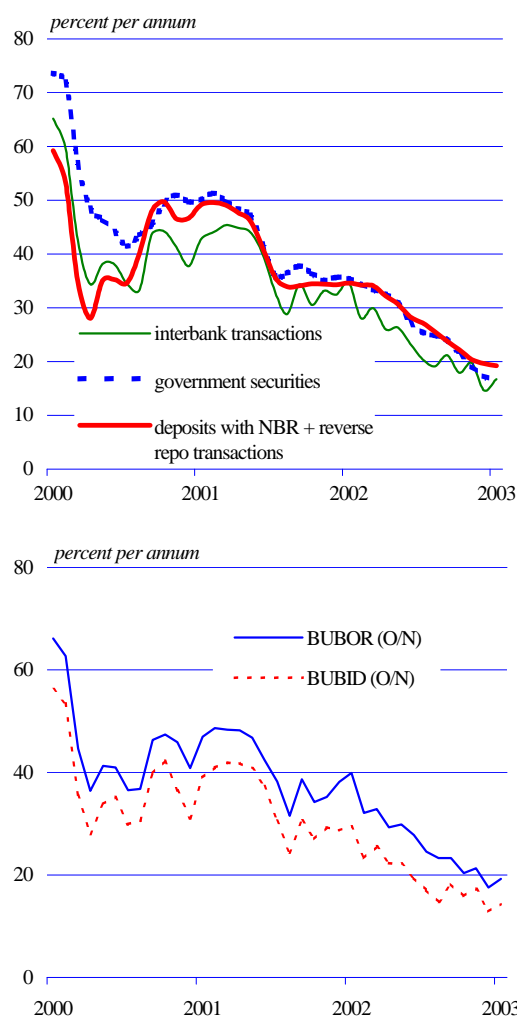 percent per annum
80
70
60
50
40
30
20
10
0
interbank transactions
government securities
deposits with NBR + reverse
repo transactions
2000 2001 2002 2003
percent per annum
80
60
40
20
0
BUBOR (O/N)
BUBID (O/N)
2000 2001 2002 2003